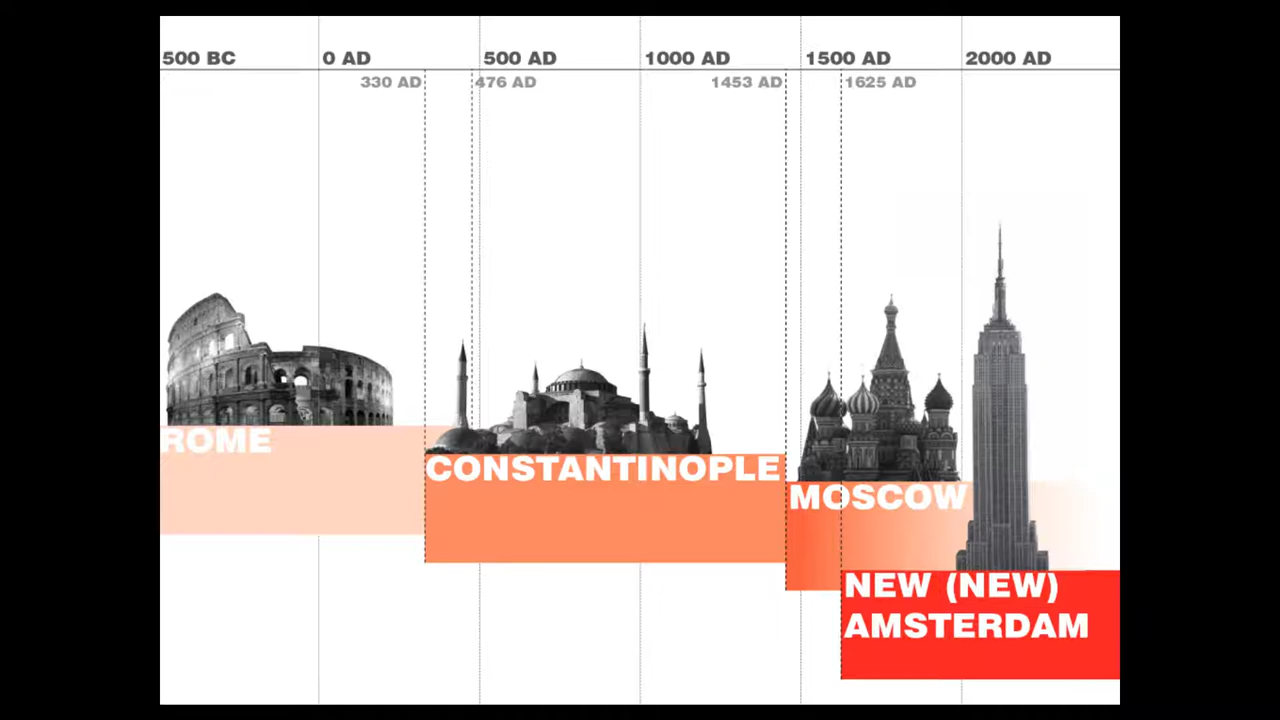 500 BC
0 AD
500 AD
1000 AD
1500 AD
2000 AD
330 AD
476 AD
1453 AD
1625 AD
ROME
CONSTANTINOPLE
MOSCOW
NEW (NEW)
AMSTERDAM